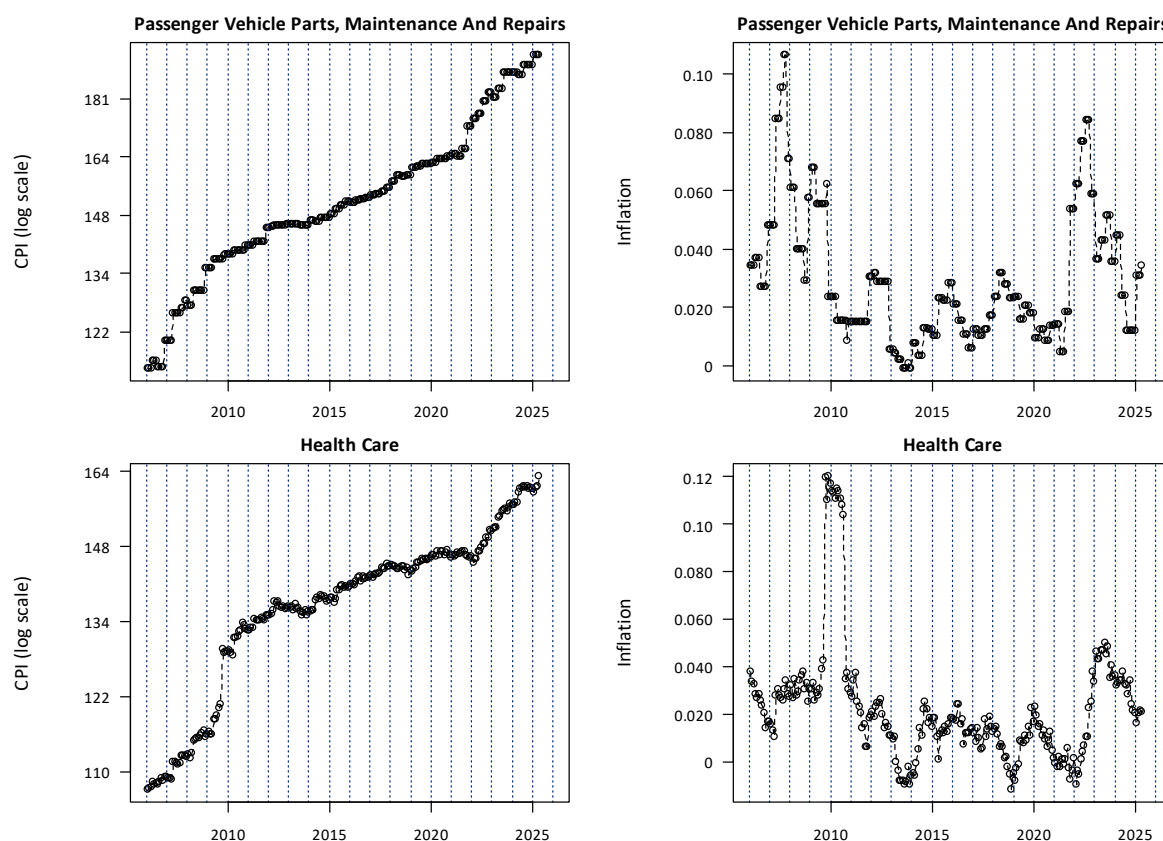 Passenger Vehicle Parts, Maintenance And Repairs
CPI (log scale)
181
164
148
134
122
2010 2015 2020 2025
Passenger Vehicle Parts, Maintenance And Repairs
Inflation
0.10
0.080
0.060
0.040
0.020
0
2010 2015 2020 2025
Health Care
CPI (log scale)
164
148
134
122
110
2010 2015 2020 2025
Health Care
Inflation
0.12
0.10
0.080
0.060
0.040
0.020
0
2010 2015 2020 2025